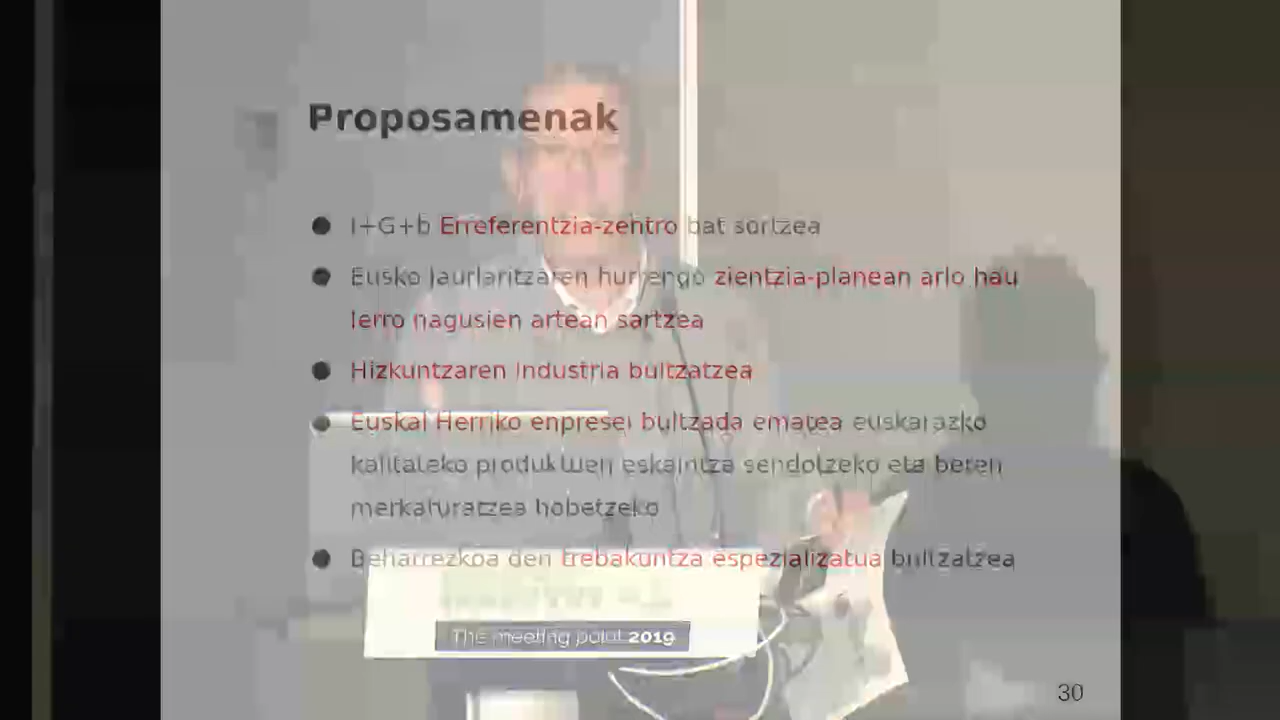 Proposamenak
I+G+b Erreferentzia-zentro bat sortzea
Eusko Jaurlaritzaren hurrengo zientzia-planean arlo hau
lerro nagusien artean sartzea
Hizkuntzaren Industria bultzatzea
Euskal Herriko enpresei bultzada ematea euskarazko
kalitateko produktuen eskaintza sendotzeko eta beren
merkaturatzea hobetzeko
Beharrezkoa den trebakuntza espezializatua bultzatzea
The meeting point 2019
30